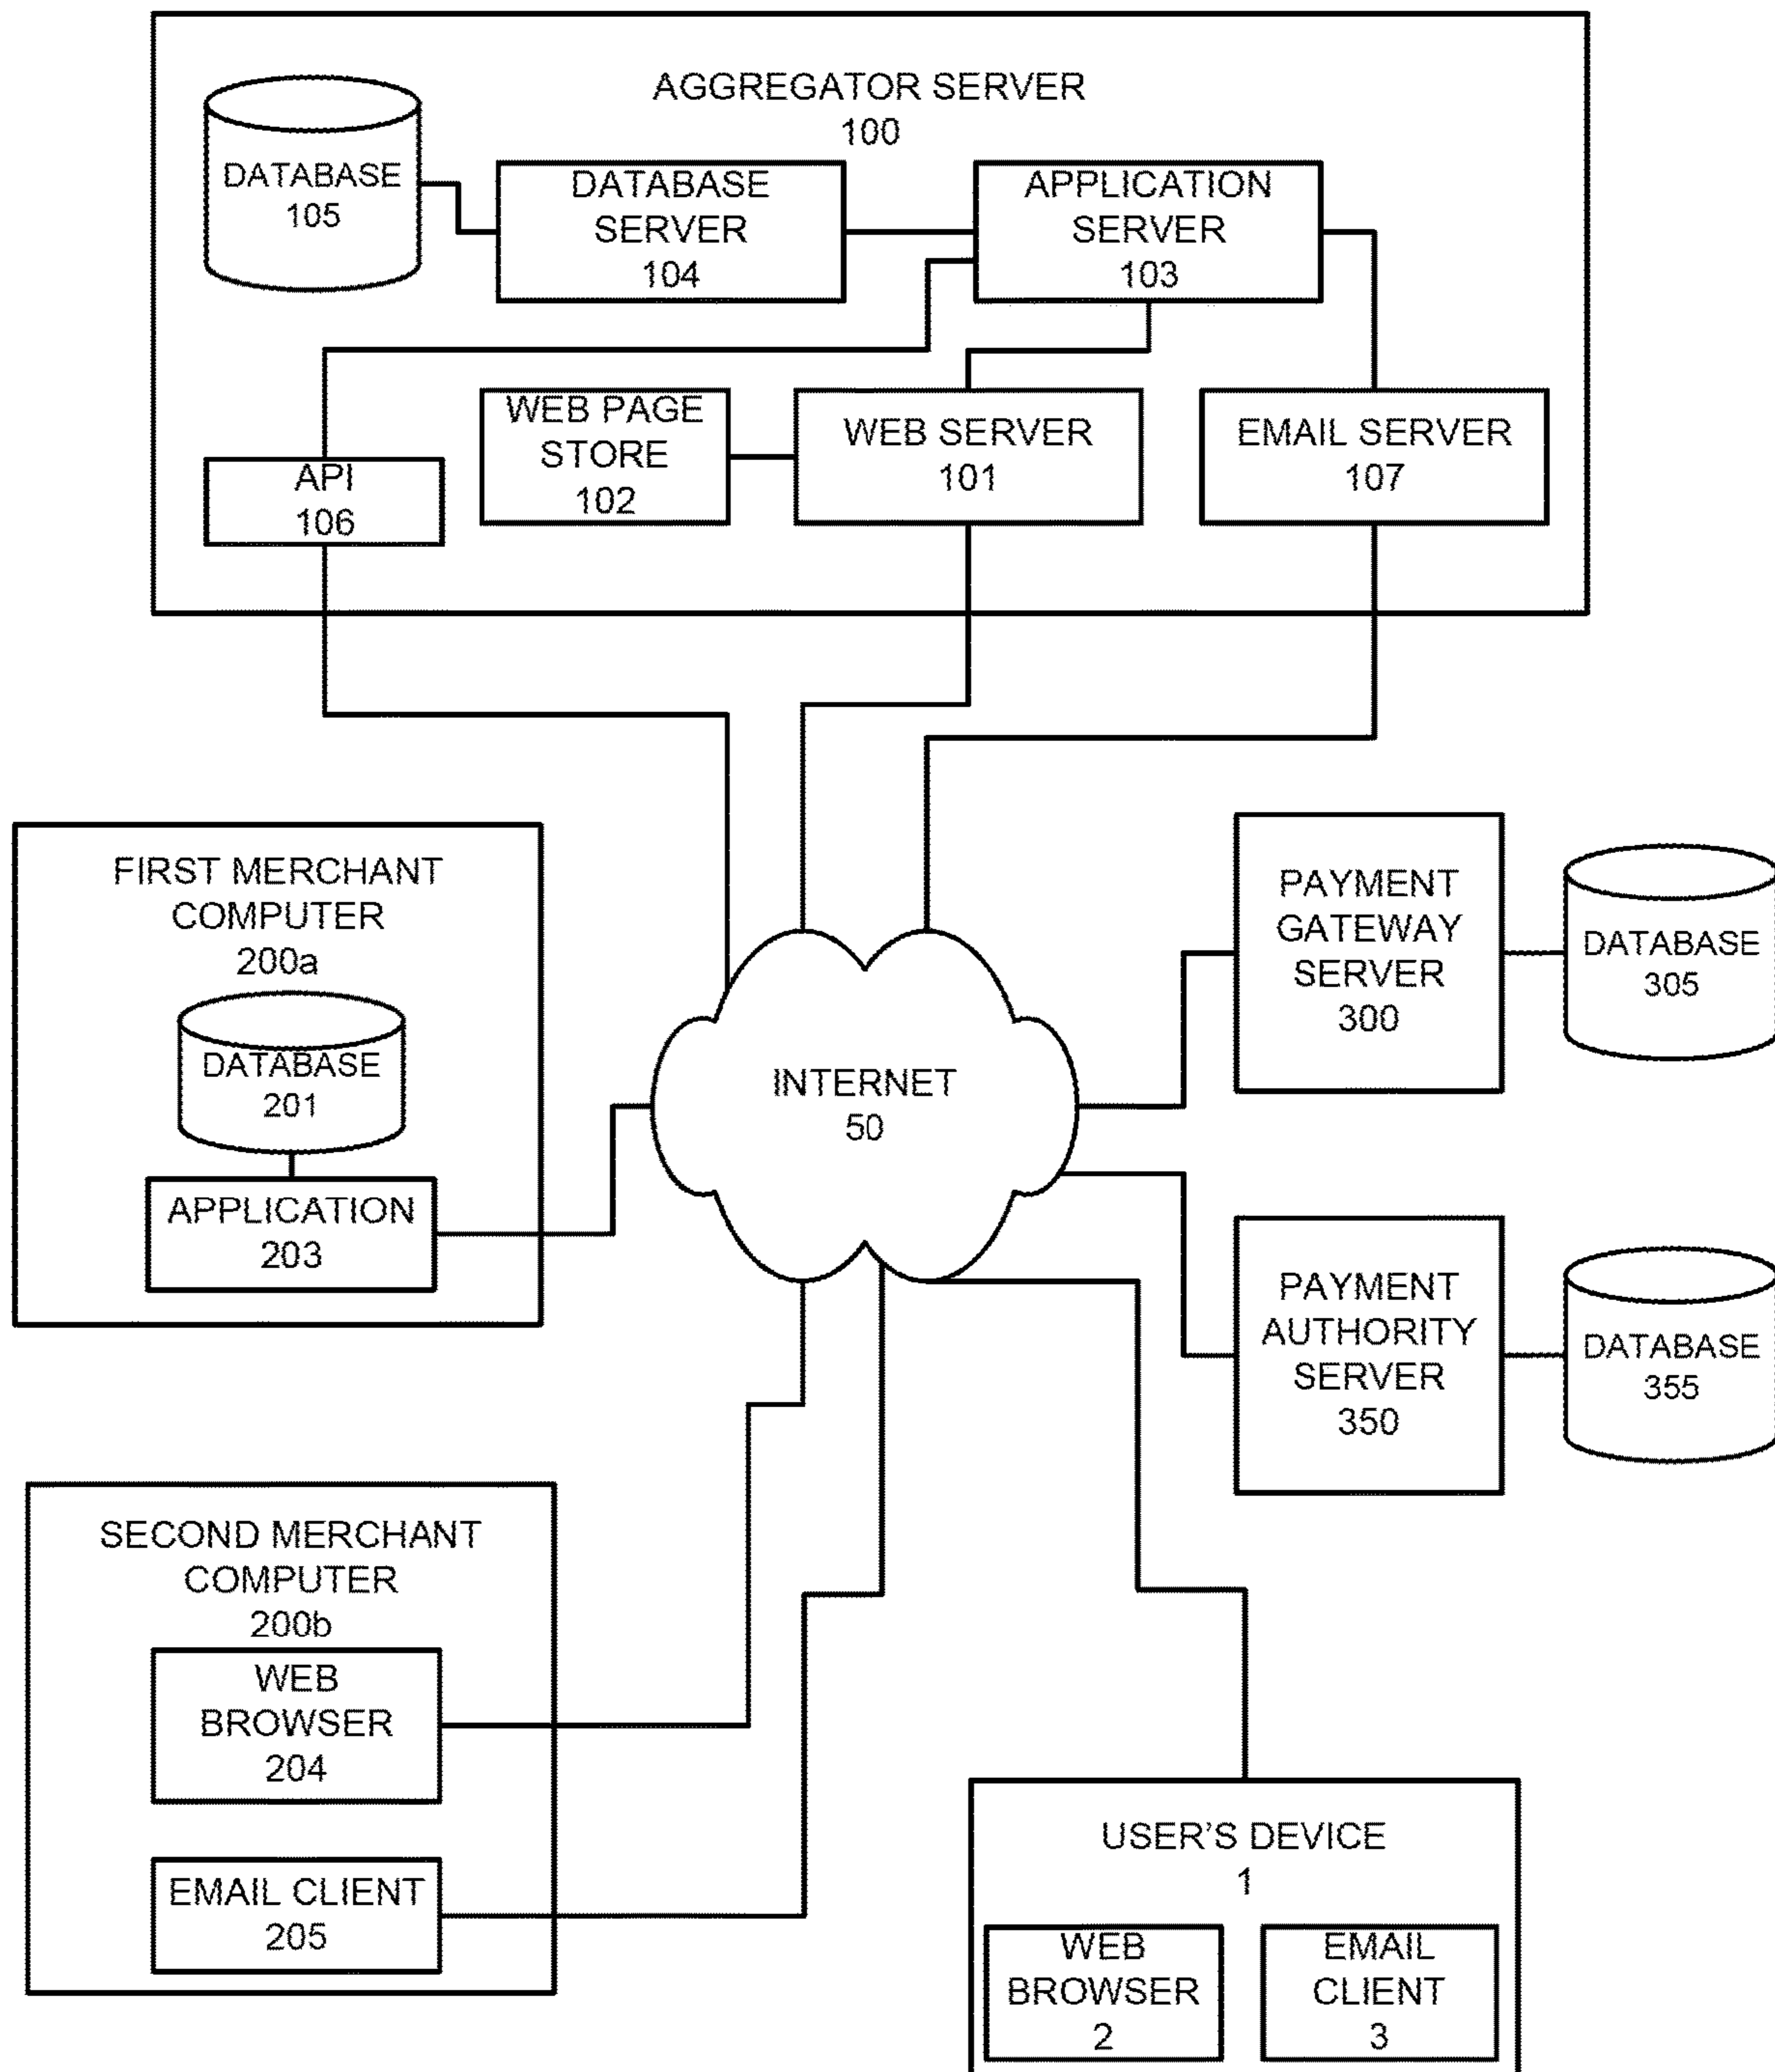 AGGREGATOR SERVER
100
DATABASE
105
DATABASE
SERVER
104
APPLICATION
SERVER
103
API
106
WEB PAGE
STORE
102
WEB SERVER
101
EMAIL SERVER
107
FIRST MERCHANT
COMPUTER
200a
DATABASE
201
APPLICATION
203
INTERNET
50
PAYMENT
GATEWAY
SERVER
300
DATABASE
305
PAYMENT
AUTHORITY
SERVER
350
DATABASE
355
SECOND MERCHANT
COMPUTER
200b
WEB
BROWSER
204
EMAIL CLIENT
205
USER'S DEVICE
1
WEB
BROWSER
2
EMAIL
CLIENT
3